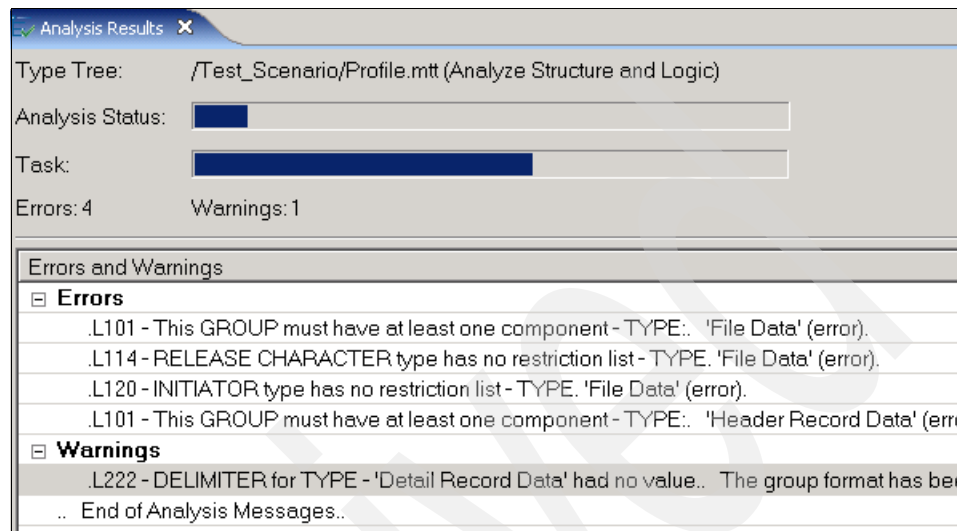 Analysis Results
Type Tree: /Test_Scenario/Profile.mtt (Analyze Structure and Logic)
Analysis Status:
Task:
Errors: 4 Warnings: 1
Errors and Warnings
Errors
.L101 - This GROUP must have at least one component - TYPE:. 'File Data' (error).
.L114 - RELEASE CHARACTER type has no restriction list - TYPE. 'File Data' (error).
.L120 - INITIATOR type has no restriction list - TYPE. 'File Data' (error).
.L101 - This GROUP must have at least one component - TYPE:. 'Header Record Data' (erro
Warnings
.L222 - DELIMITER for TYPE - 'Detail Record Data' had no value.. The group format has bee
.. End of Analysis Messages..